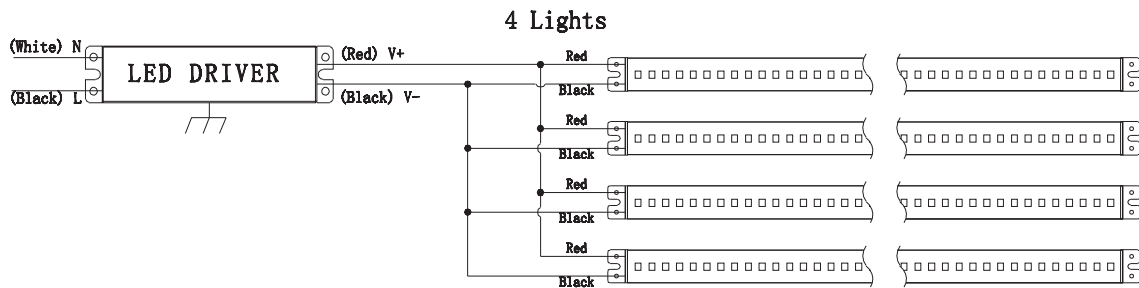 4 Lights
(White) N
(Black) L
LED DRIVER
(Red) V+
(Black) V-
Red
Black
Red
Black
Red
Black
Red
Black